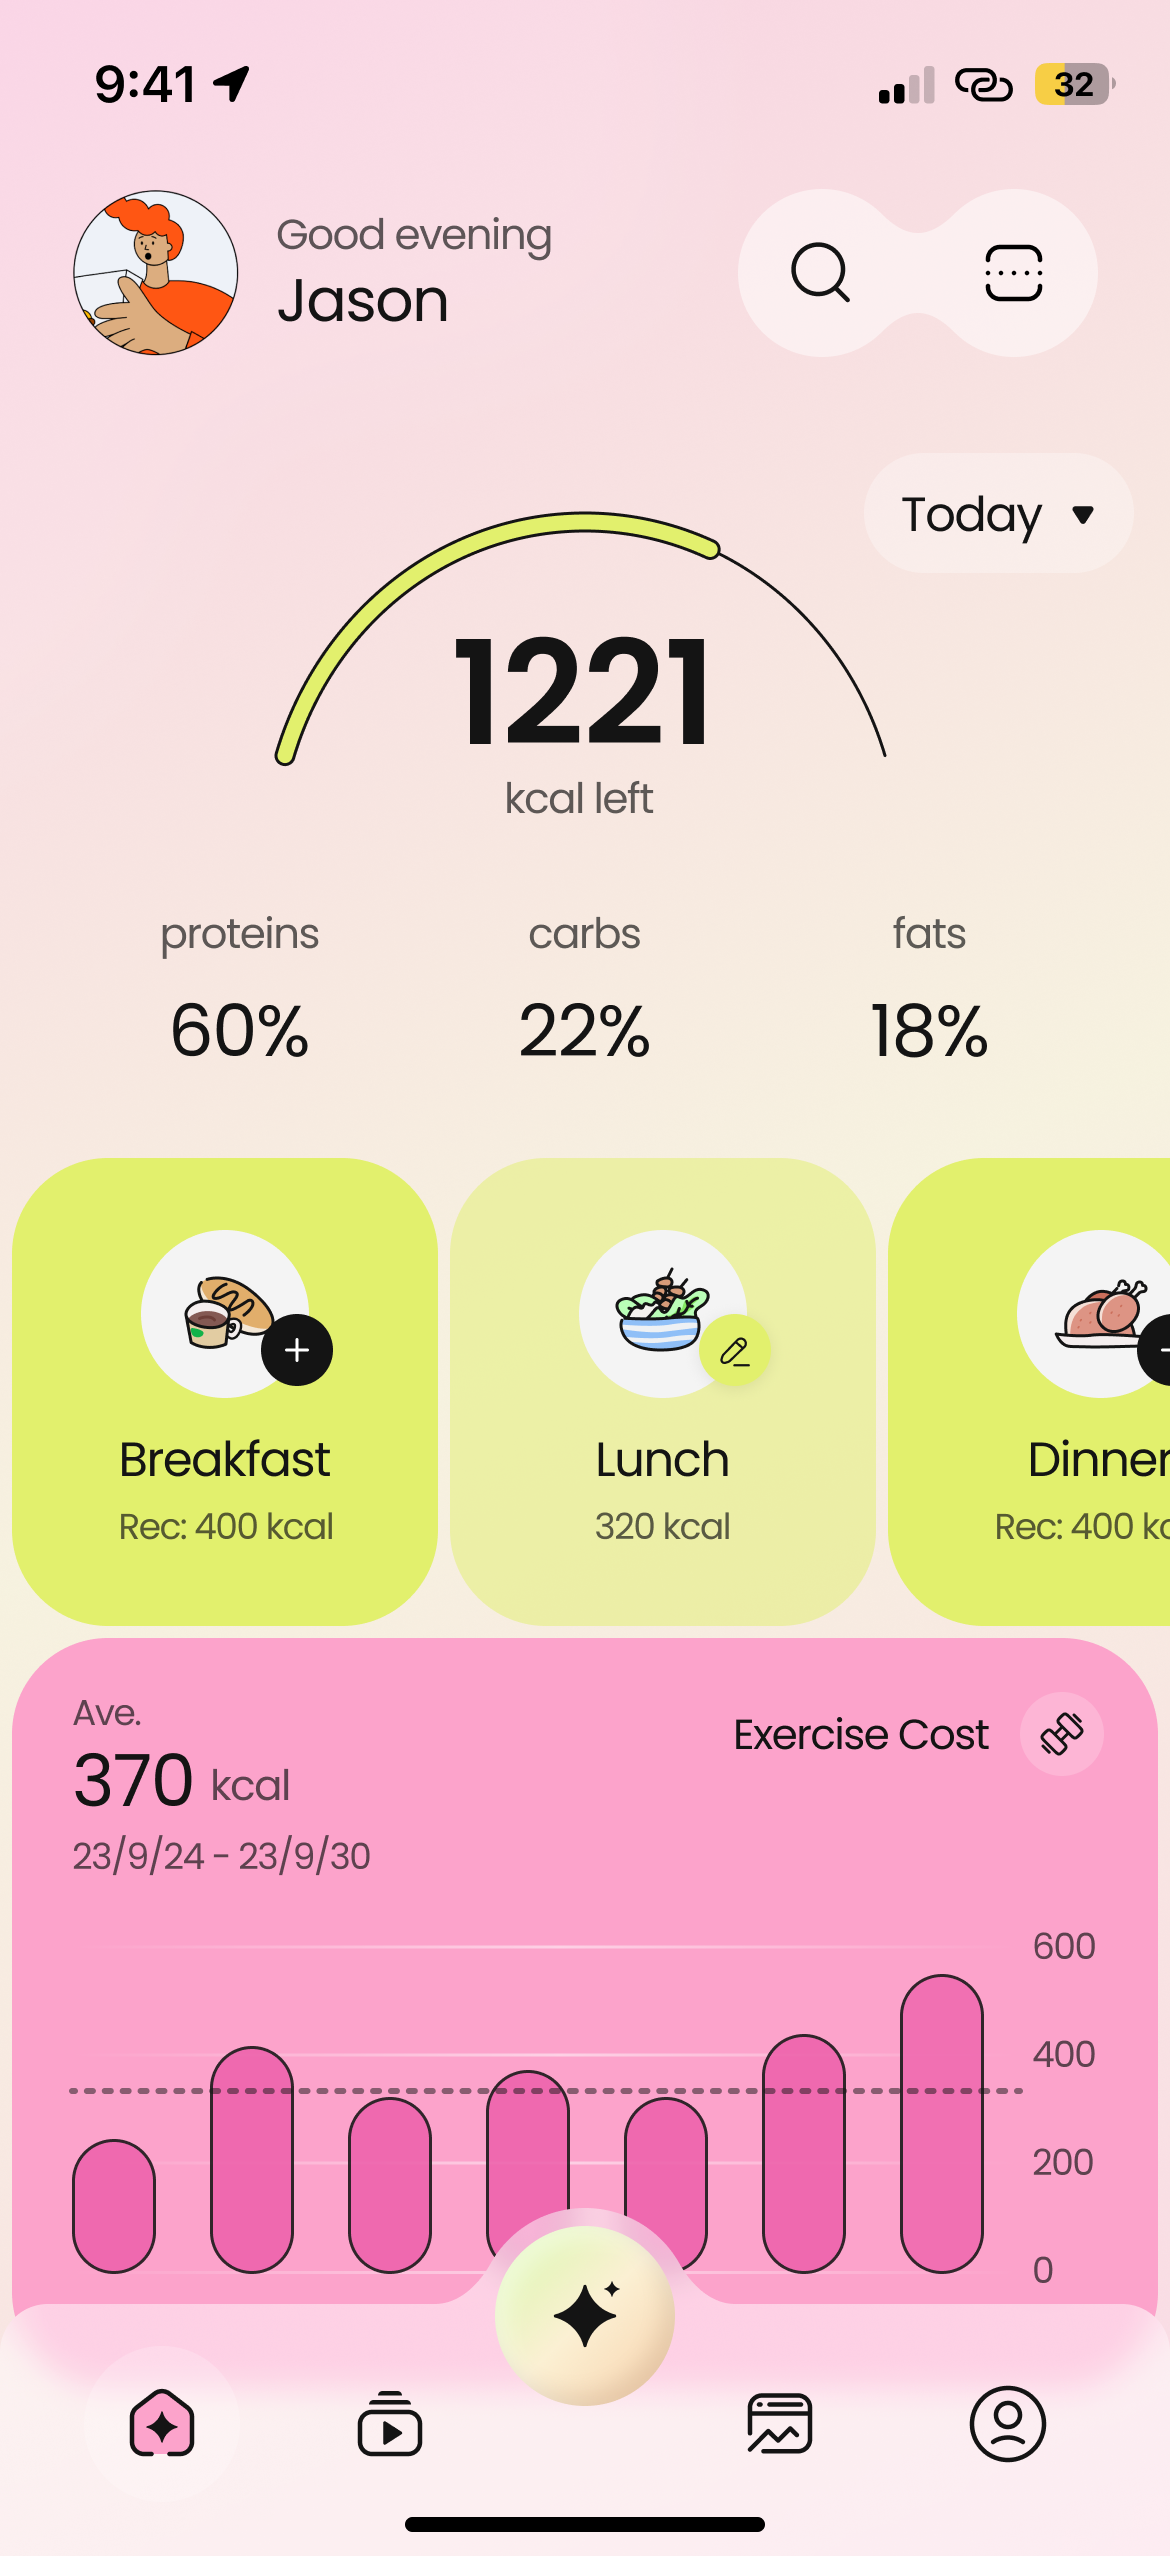 9:41
32
Good evening
Jason
Today
1221
kcal left
proteins
carbs
fats
60%
22%
18%
Breakfast
Rec: 400 kcal
Lunch
320 kcal
Dinner
Rec: 400 kc
Ave.
370 kcal
23/9/24 - 23/9/30
Exercise Cost
600
400
200
0